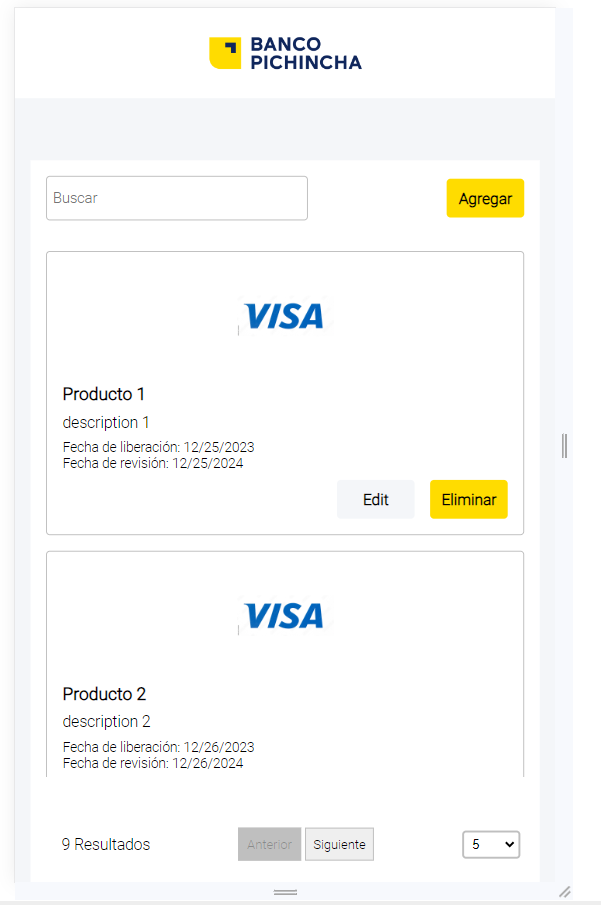 BANCO
PICHINCHA
Buscar
Agregar
VISA
Producto 1
description 1
Fecha de liberación: 12/25/2023
Fecha de revisión: 12/25/2024
Edit
Eliminar
VISA
Producto 2
description 2
Fecha de liberación: 12/26/2023
Fecha de revisión: 12/26/2024
9 Resultados
Anterior
Siguiente
5